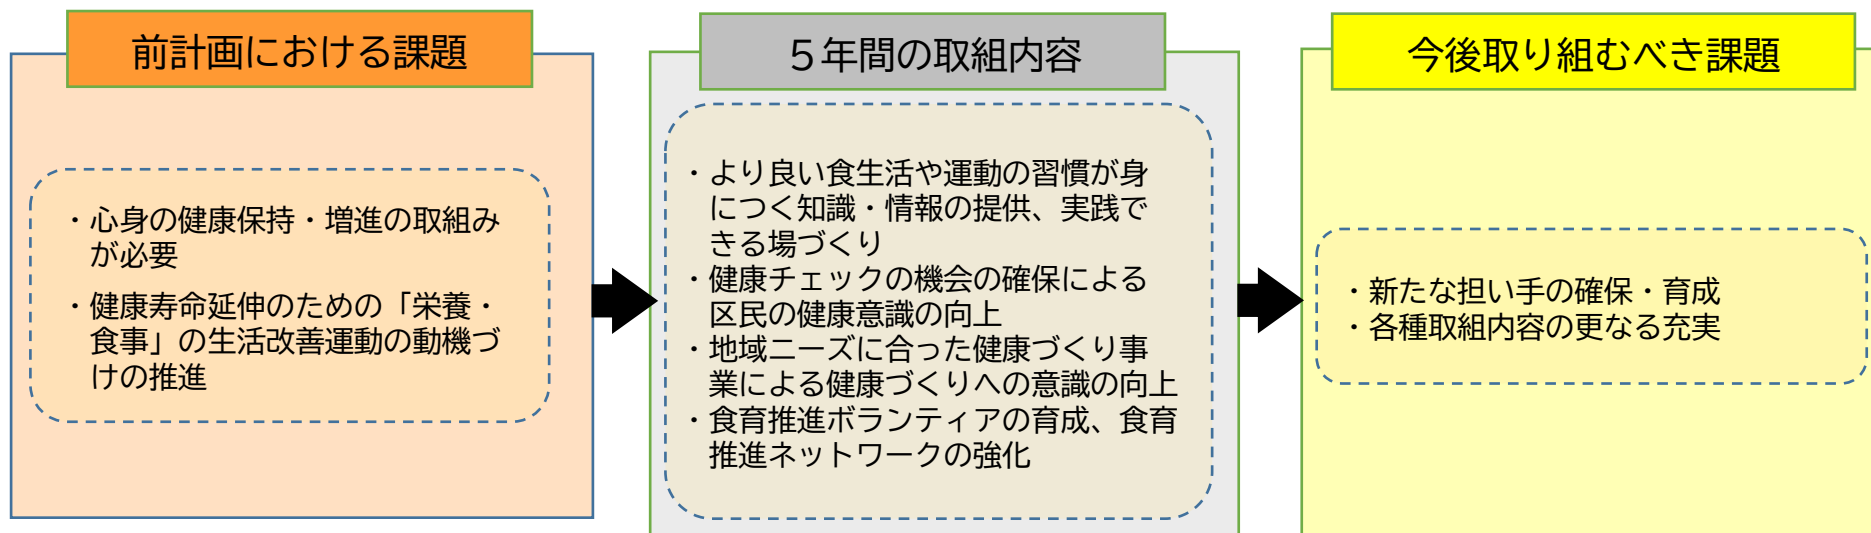 前計画における課題
・心身の健康保持・増進の取組み
が必要
・健康寿命延伸のための「栄養・
食事」の生活改善運動の動機づ
けの推進
５年間の取組内容
・より良い食生活や運動の習慣が身
につく知識・情報の提供、実践で
きる場づくり
・健康チェックの機会の確保による
区民の健康意識の向上
・地域ニーズに合った健康づくり事
業による健康づくりへの意識の向上
・食育推進ボランティアの育成、食育
推進ネットワークの強化
今後取り組むべき課題
・新たな担い手の確保・育成
・各種取組内容の更なる充実